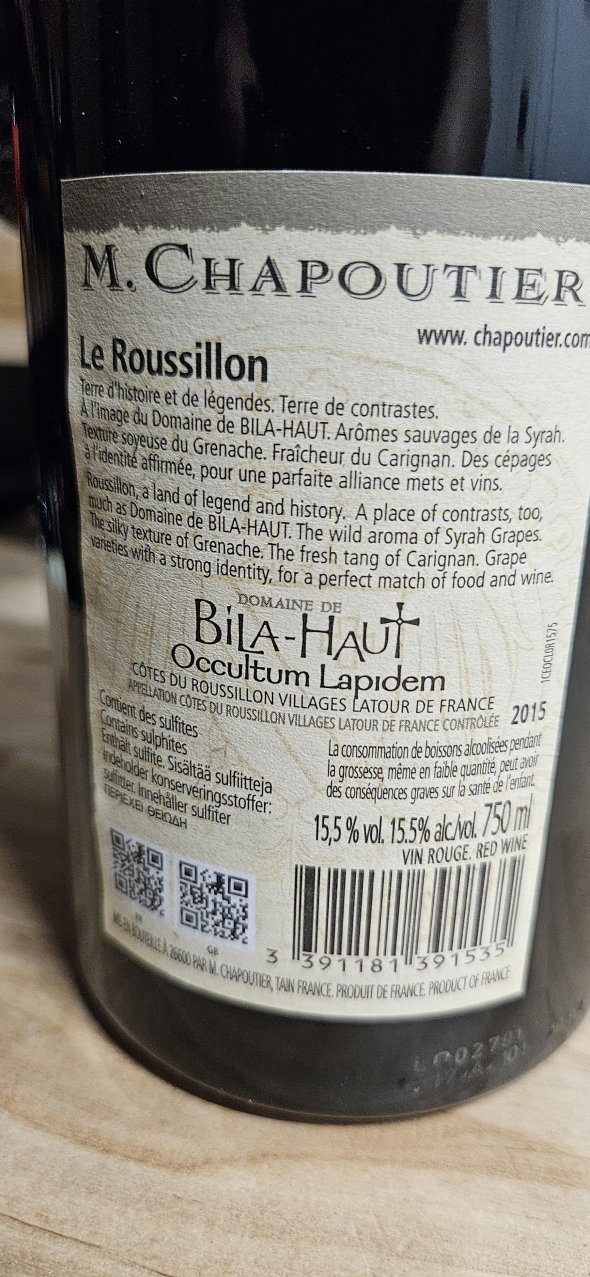 M. CHAPOUTIER
www. chapoutier.com
Le Roussillon
Terre d'histoire et de légendes. Terre de contrastes.
À l'image du Domaine de BILA-HAUT. Arômes sauvages de la Syrah.
Texture soyeuse du Grenache. Fraîcheur du Carignan. Des cépages
à l'identité affirmée, pour une parfaite alliance mets et vins.
Roussillon, a land of legend and history. A place of contrasts, too,
much as Domaine de BILA-HAUT. The wild aroma of Syrah Grapes.
The silky texture of Grenache. The fresh tang of Carignan. Grape
varieties with a strong identity, for a perfect match of food and wine.
DOMAINE DE
BILA-HAUT
Occultum Lapidem
CÔTES DU ROUSSILLON VILLAGES LATOUR DE FRANCE
APPELLATION CÔTES DU ROUSSILLON VILLAGES LATOUR DE FRANCE CONTRÔLÉE 2015
1CEOCLOR1575
Contient des sulfites
Contains sulphites
Enthält sulfite. Sisältää sulfiitteja
Indeholder konserveringsstoffer:
sulfitter. Innehåller sulfiter
ΠΕΡΙΕΧΕΙ ΘΕΙΩΔΗ
La consommation de boissons alcoolisées pendant
la grossesse, même en faible quantité, peut avoir
des conséquences graves sur la santé de l'enfant.
15,5 % vol. 15.5% alc./vol. 750 ml
VIN ROUGE. RED WINE
FR
GB
3 391181 391535
MIS EN BOUTEILLE À 26600 PAR M. CHAPOUTIER, TAIN FRANCE. PRODUIT DE FRANCE. PRODUCT OF FRANCE